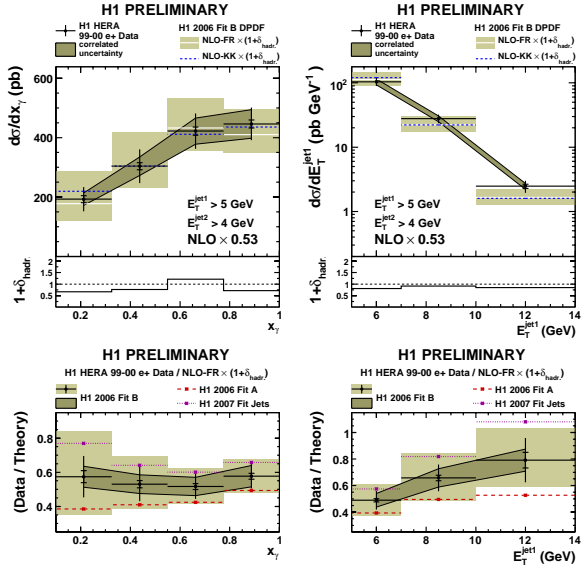 H1 PRELIMINARY
H1 HERA
99-00 e+ Data
correlated
uncertainty
H1 2006 Fit B DPDF
NLO-FR×(1+δhadr.)
NLO-KK×(1+δhadr.)
dσ/dxγ (pb)
600
400
200
E_T^jet1 > 5 GeV
E_T^jet2 > 4 GeV
NLO × 0.53
1+δhadr
2
1.5
1
0.5
0.2 0.4 0.6 0.8 1
xγ
H1 PRELIMINARY
H1 HERA
99-00 e+ Data
correlated
uncertainty
H1 2006 Fit B DPDF
NLO-FR×(1+δhadr.)
NLO-KK×(1+δhadr.)
dσ/dE_T^jet1 (pb GeV⁻¹)
10²
10
1
E_T^jet1 > 5 GeV
E_T^jet2 > 4 GeV
NLO × 0.53
1+δhadr
2
1.5
1
0.5
6 8 10 12 14
E_T^jet1 (GeV)
H1 PRELIMINARY
H1 HERA 99-00 e+ Data / NLO-FR×(1+δhadr.)
H1 2006 Fit B
H1 2006 Fit A
H1 2007 Fit Jets
(Data / Theory)
0.8
0.6
0.4
0.2 0.4 0.6 0.8 1
xγ
H1 PRELIMINARY
H1 HERA 99-00 e+ Data / NLO-FR×(1+δhadr.)
H1 2006 Fit B
H1 2006 Fit A
H1 2007 Fit Jets
(Data / Theory)
1
0.8
0.6
0.4
0.2
6 8 10 12 14
E_T^jet1 (GeV)